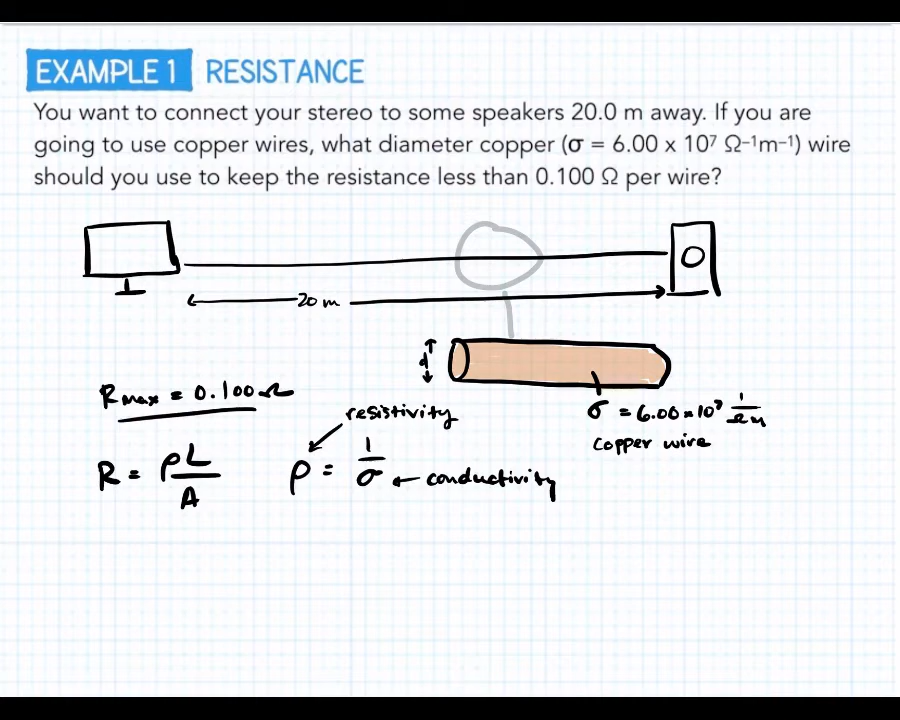 EXAMPLE 1 RESISTANCE
You want to connect your stereo to some speakers 20.0 m away. If you are
going to use copper wires, what diameter copper (σ = 6.00 x 10⁷ Ω⁻¹m⁻¹) wire
should you use to keep the resistance less than 0.100 Ω per wire?
20 m
d
Rmax = 0.100 Ω
resistivity
σ = 6.00 × 10⁷ 1/Ωm
copper wire
R = ρL/A
ρ = 1/σ ← conductivity